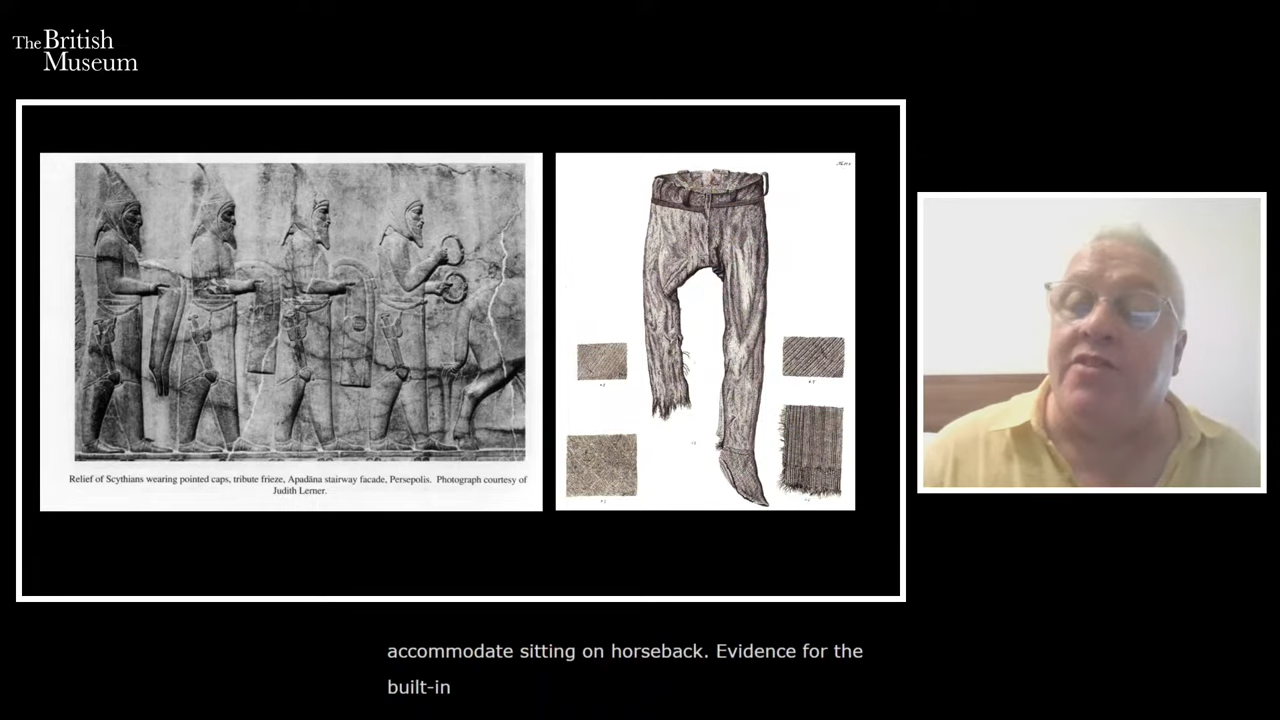 The British
Museum
Relief of Scythians wearing pointed caps, tribute frieze, Apadāna stairway facade, Persepolis. Photograph courtesy of
Judith Lerner.
accommodate sitting on horseback. Evidence for the
built-in